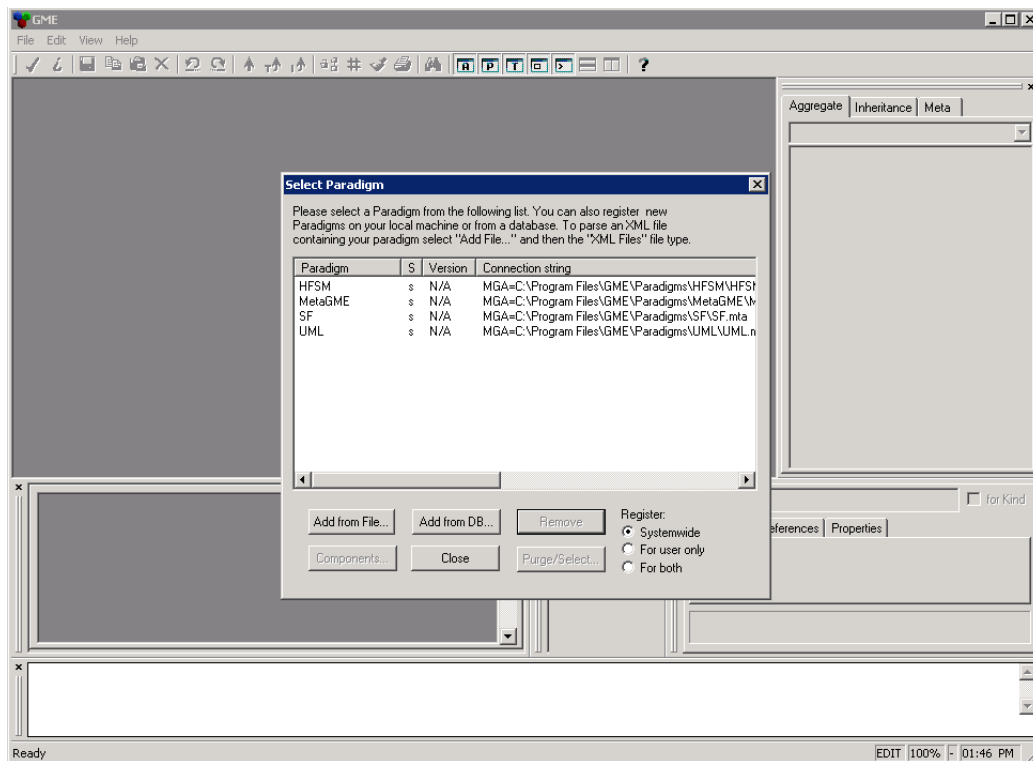 GME
File Edit View Help
Aggregate Inheritance Meta
Select Paradigm
Please select a Paradigm from the following list. You can also register new
Paradigms on your local machine or from a database. To parse an XML file
containing your paradigm select "Add File..." and then the "XML Files" file type.
Paradigm S Version Connection string
HFSM s N/A MGA=C:\Program Files\GME\Paradigms\HFSM\HFSM
MetaGME s N/A MGA=C:\Program Files\GME\Paradigms\MetaGME\M
SF s N/A MGA=C:\Program Files\GME\Paradigms\SF\SF.mta
UML s N/A MGA=C:\Program Files\GME\Paradigms\UML\UML.m
for Kind
Add from File... Add from DB... Remove
Register:
Systemwide
For user only
For both
Components... Close Purge/Select...
eferences Properties
Ready EDIT 100% - 01:46 PM